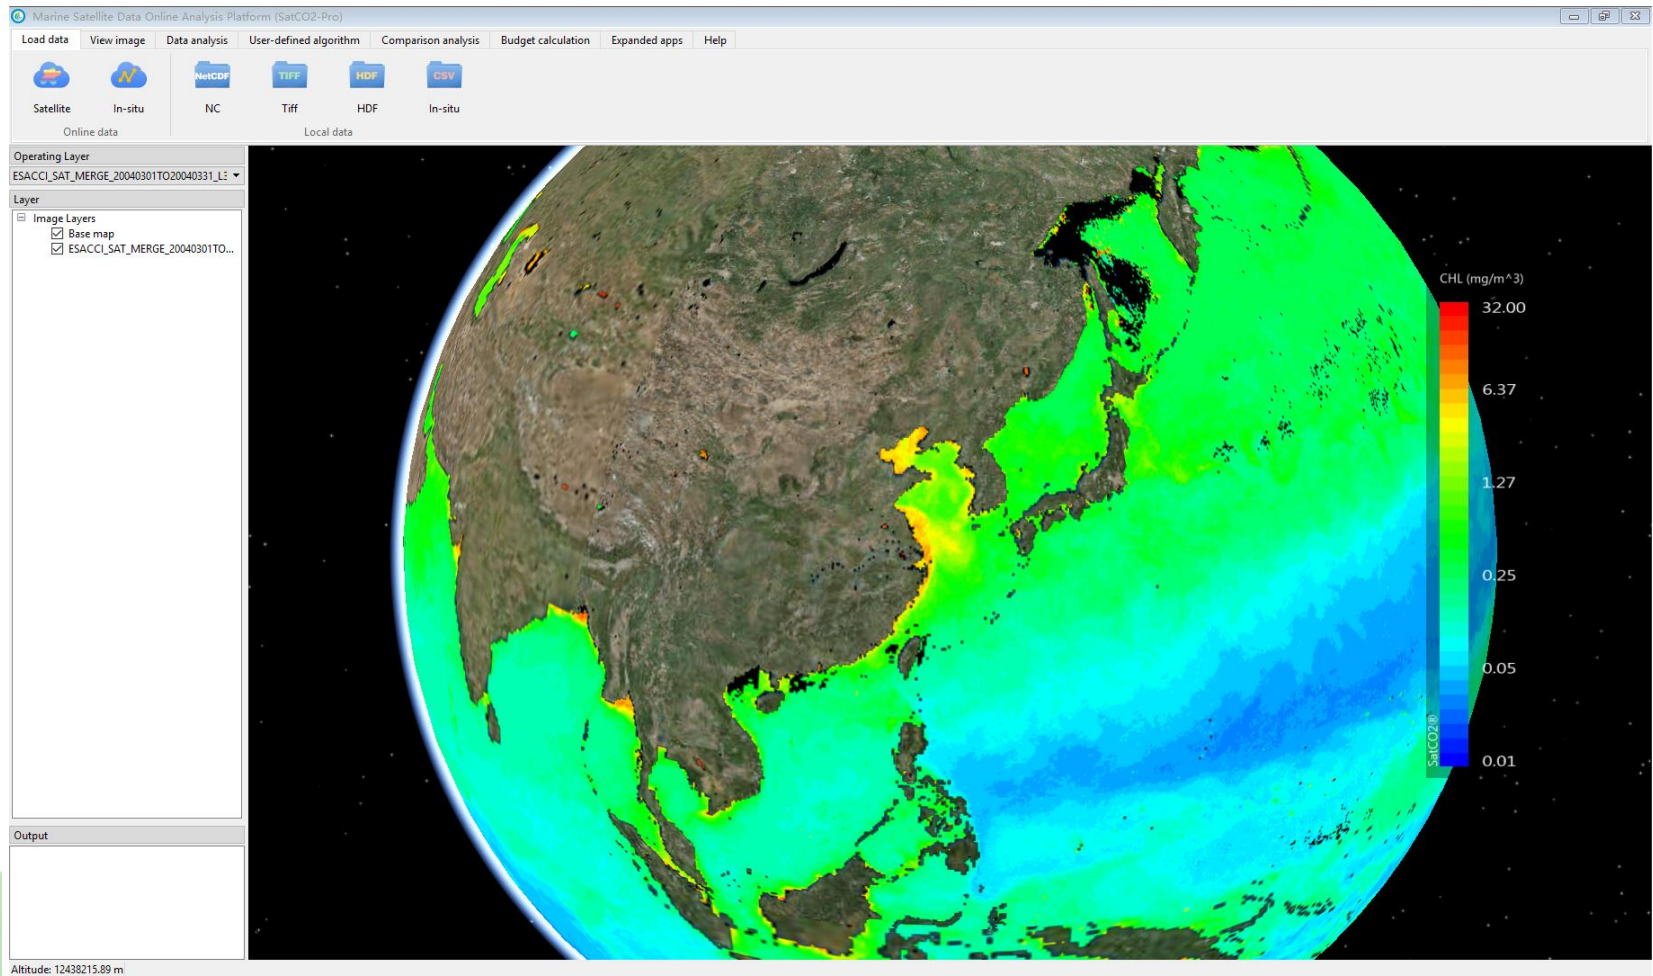 Marine Satellite Data Online Analysis Platform (SatCO2-Pro)
Load data View image Data analysis User-defined algorithm Comparison analysis Budget calculation Expanded apps Help
NetCDF TIFF HDF CSV
Satellite In-situ NC Tiff HDF In-situ
Online data Local data
Operating Layer
ESACCI_SAT_MERGE_20040301TO20040331_L3
Layer
Image Layers
Base map
ESACCI_SAT_MERGE_20040301TO...
CHL (mg/m^3)
32.00
6.37
1.27
0.25
0.05
0.01
SatCO2®
Output
Altitude: 12438215.89 m